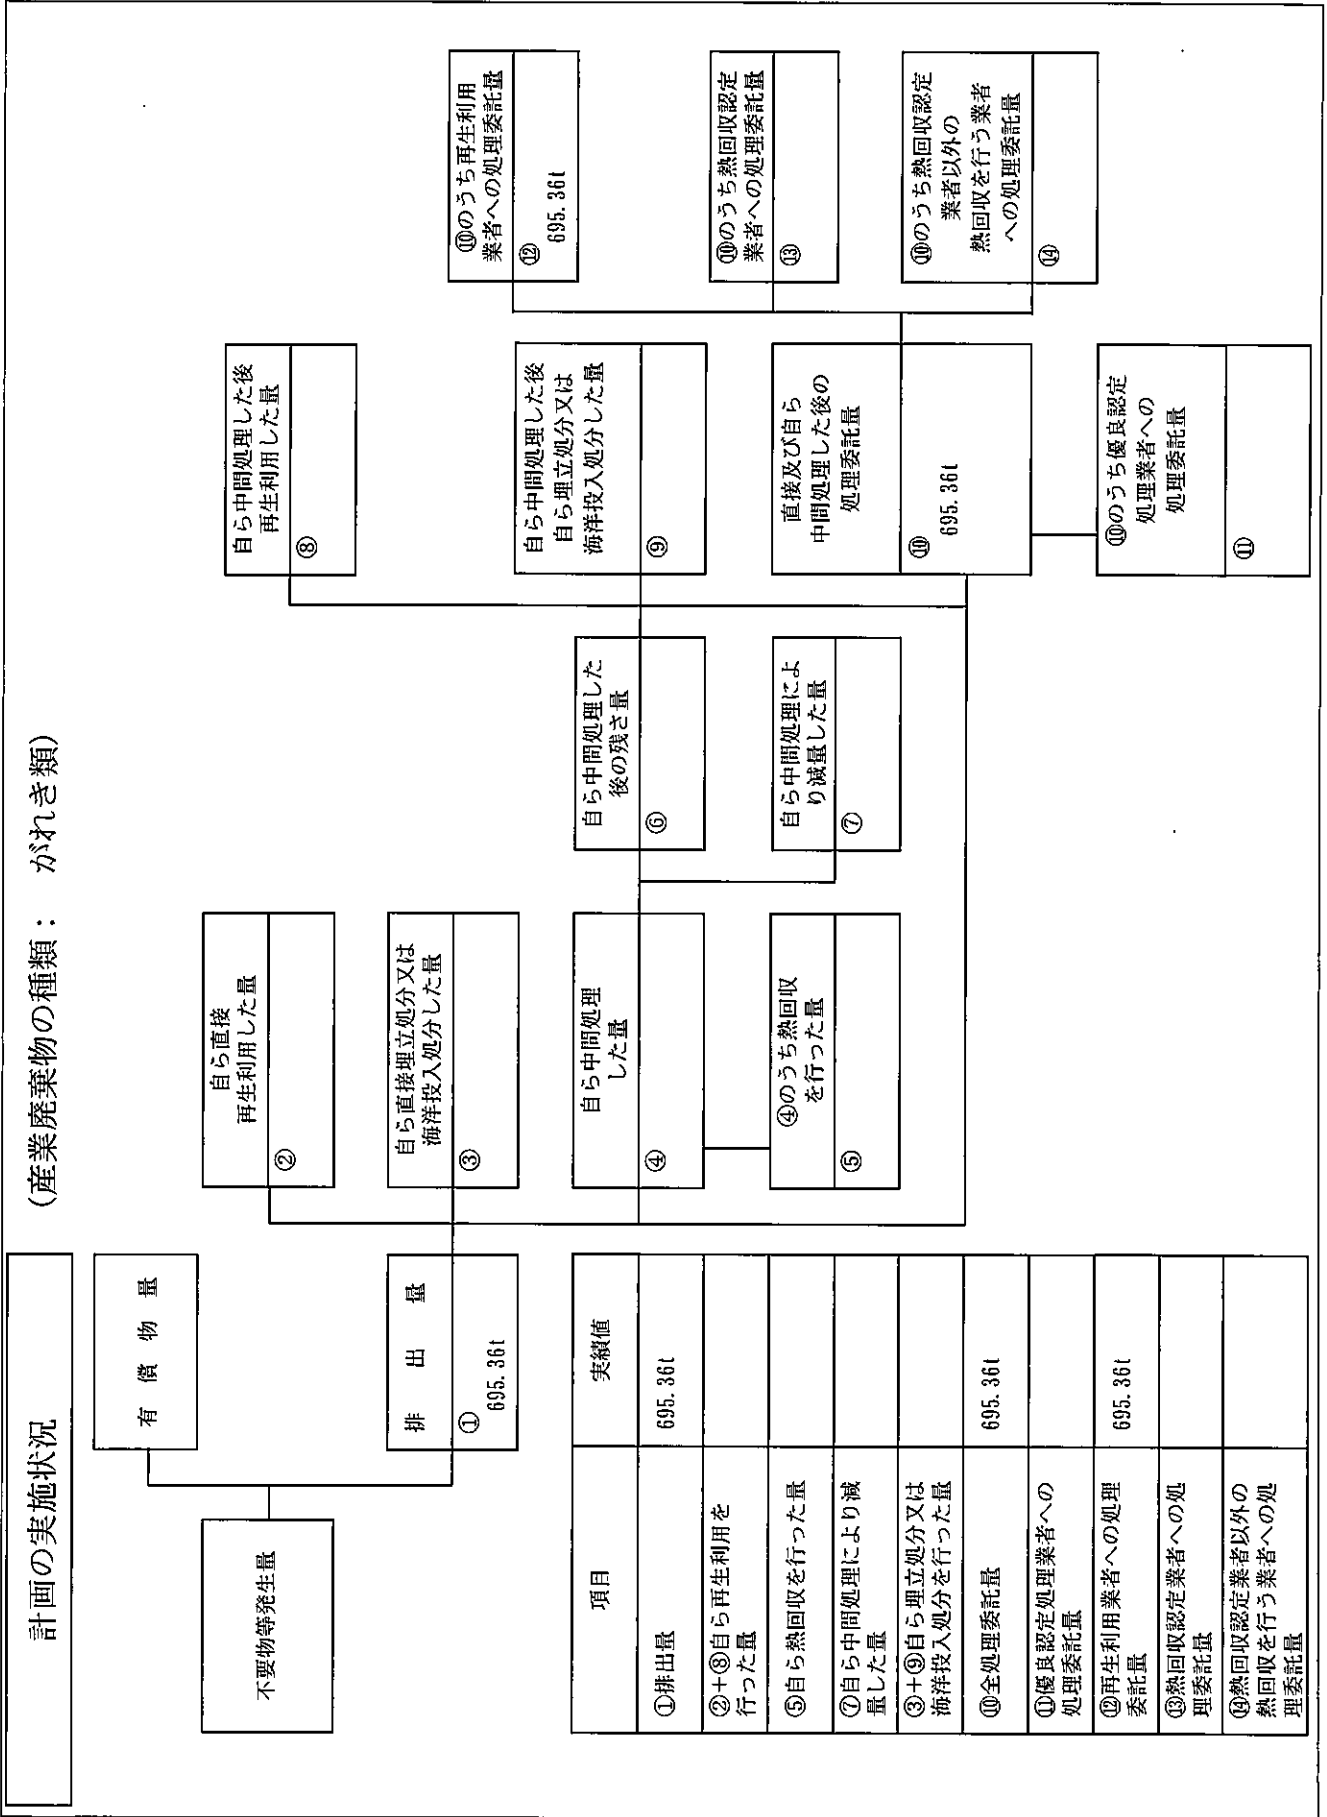 計画の実施状況
(産業廃棄物の種類： がれき類)
不要物等発生量
有償物量
排出量
①
695.36t
自ら直接
再生利用した量
②
自ら直接埋立処分又は
海洋投入処分した量
③
自ら中間処理
した量
④
④のうち熱回収
を行った量
⑤
自ら中間処理した
後の残さ量
⑥
自ら中間処理によ
り減量した量
⑦
自ら中間処理した後
再生利用した量
⑧
自ら中間処理した後
自ら埋立処分又は
海洋投入処分した量
⑨
直接及び自ら
中間処理した後の
処理委託量
⑩
695.36t
⑩のうち優良認定
処理業者への
処理委託量
⑪
⑩のうち再生利用
業者への処理委託量
⑫
695.36t
⑩のうち熱回収認定
業者への処理委託量
⑬
⑩のうち熱回収認定
業者以外の
熱回収を行う業者
への処理委託量
⑭
項目 実績値
①排出量 695.36t
②+⑧自ら再生利用を
行った量
⑤自ら熱回収を行った量
⑦自ら中間処理により減
量した量
③+⑨自ら埋立処分又は
海洋投入処分を行った量
⑩全処理委託量 695.36t
⑪優良認定処理業者への
処理委託量
⑫再生利用業者への処理
委託量 695.36t
⑬熱回収認定業者への処
理委託量
⑭熱回収認定業者以外の
熱回収を行う業者への処
理委託量